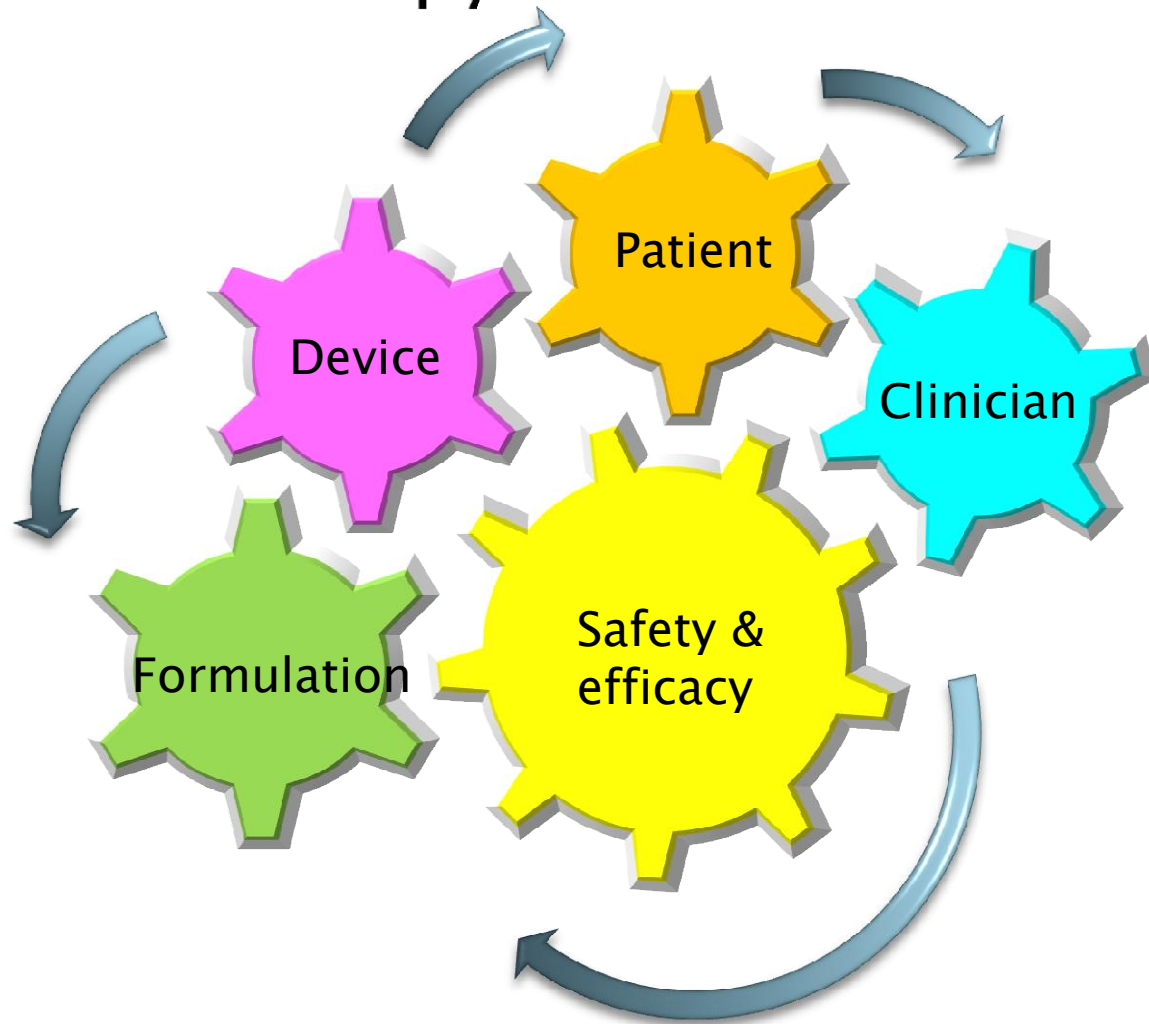 Patient
Device
Clinician
Safety &
efficacy
Formulation